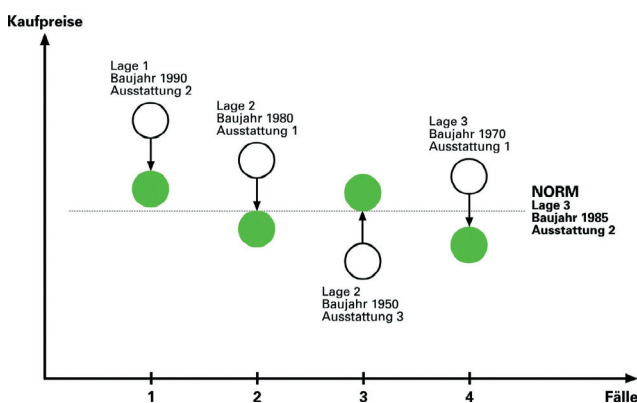 Kaufpreise
Lage 1
Baujahr 1990
Ausstattung 2
Lage 2
Baujahr 1980
Ausstattung 1
Lage 3
Baujahr 1970
Ausstattung 1
NORM
Lage 3
Baujahr 1985
Ausstattung 2
Lage 2
Baujahr 1950
Ausstattung 3
1
2
3
4
Fälle